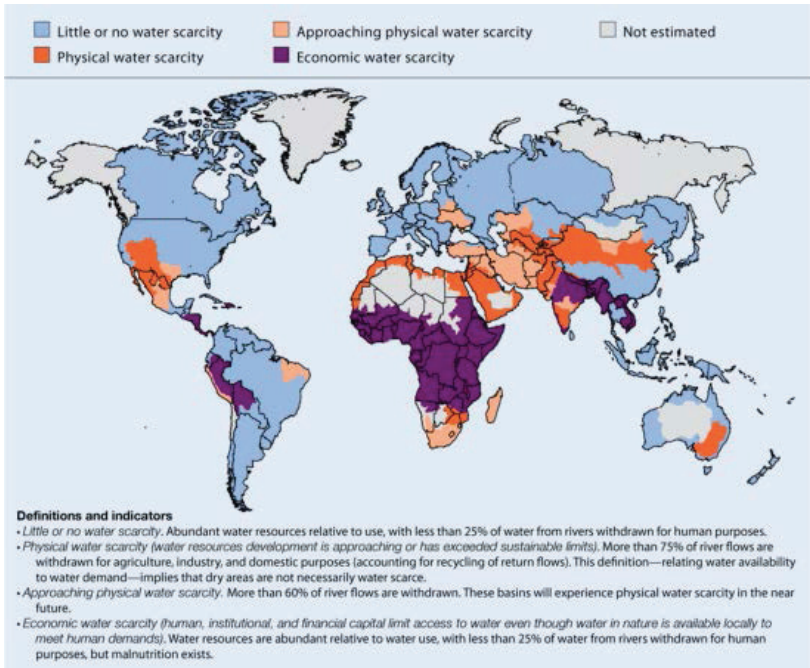 Little or no water scarcity
Approaching physical water scarcity
Not estimated
Physical water scarcity
Economic water scarcity
Definitions and indicators
• Little or no water scarcity. Abundant water resources relative to use, with less than 25% of water from rivers withdrawn for human purposes.
• Physical water scarcity (water resources development is approaching or has exceeded sustainable limits). More than 75% of river flows are
withdrawn for agriculture, industry, and domestic purposes (accounting for recycling of return flows). This definition—relating water availability
to water demand—implies that dry areas are not necessarily water scarce.
• Approaching physical water scarcity. More than 60% of river flows are withdrawn. These basins will experience physical water scarcity in the near
future.
• Economic water scarcity (human, institutional, and financial capital limit access to water even though water in nature is available locally to
meet human demands). Water resources are abundant relative to water use, with less than 25% of water from rivers withdrawn for human
purposes, but malnutrition exists.